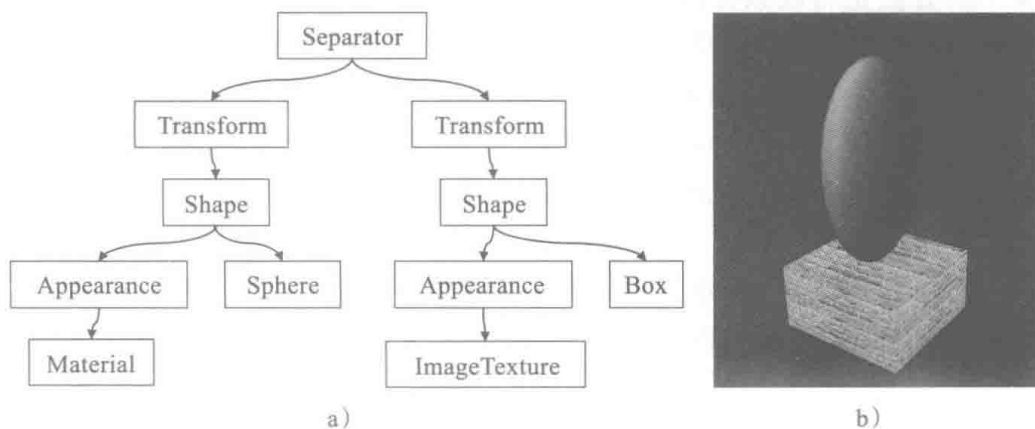 Separator
Transform
Transform
Shape
Shape
Appearance
Sphere
Appearance
Box
Material
ImageTexture
a）
b）